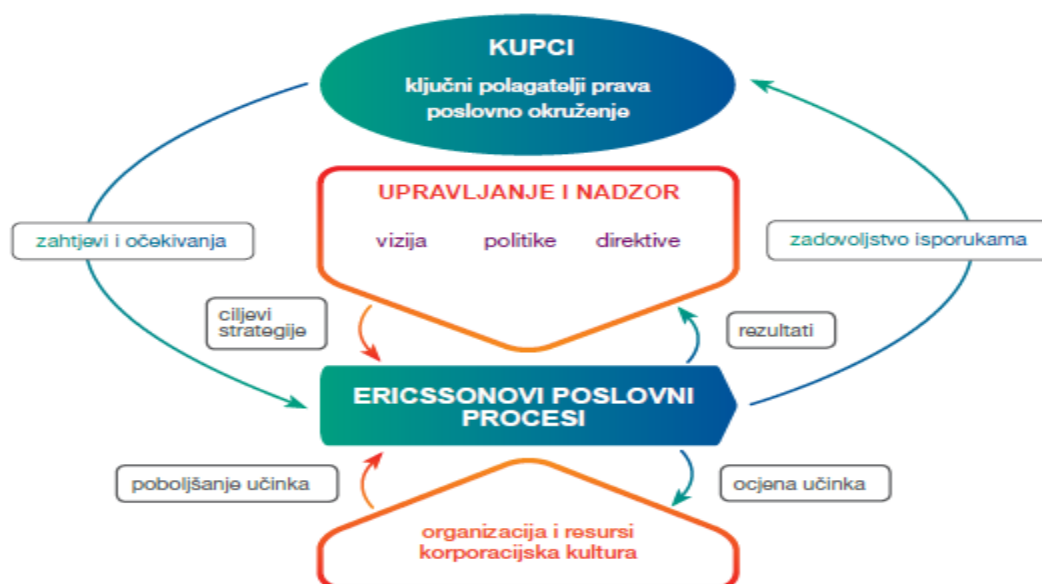 KUPCI
ključni polagatelji prava
poslovno okruženje
UPRAVLJANJE I NADZOR
vizija politike direktive
zahtjevi i očekivanja
zadovoljstvo isporukama
ciljevi
strategije
rezultati
ERICSSONOVI POSLOVNI
PROCESI
poboljšanje učinka
ocjena učinka
organizacija i resursi
korporacijska kultura